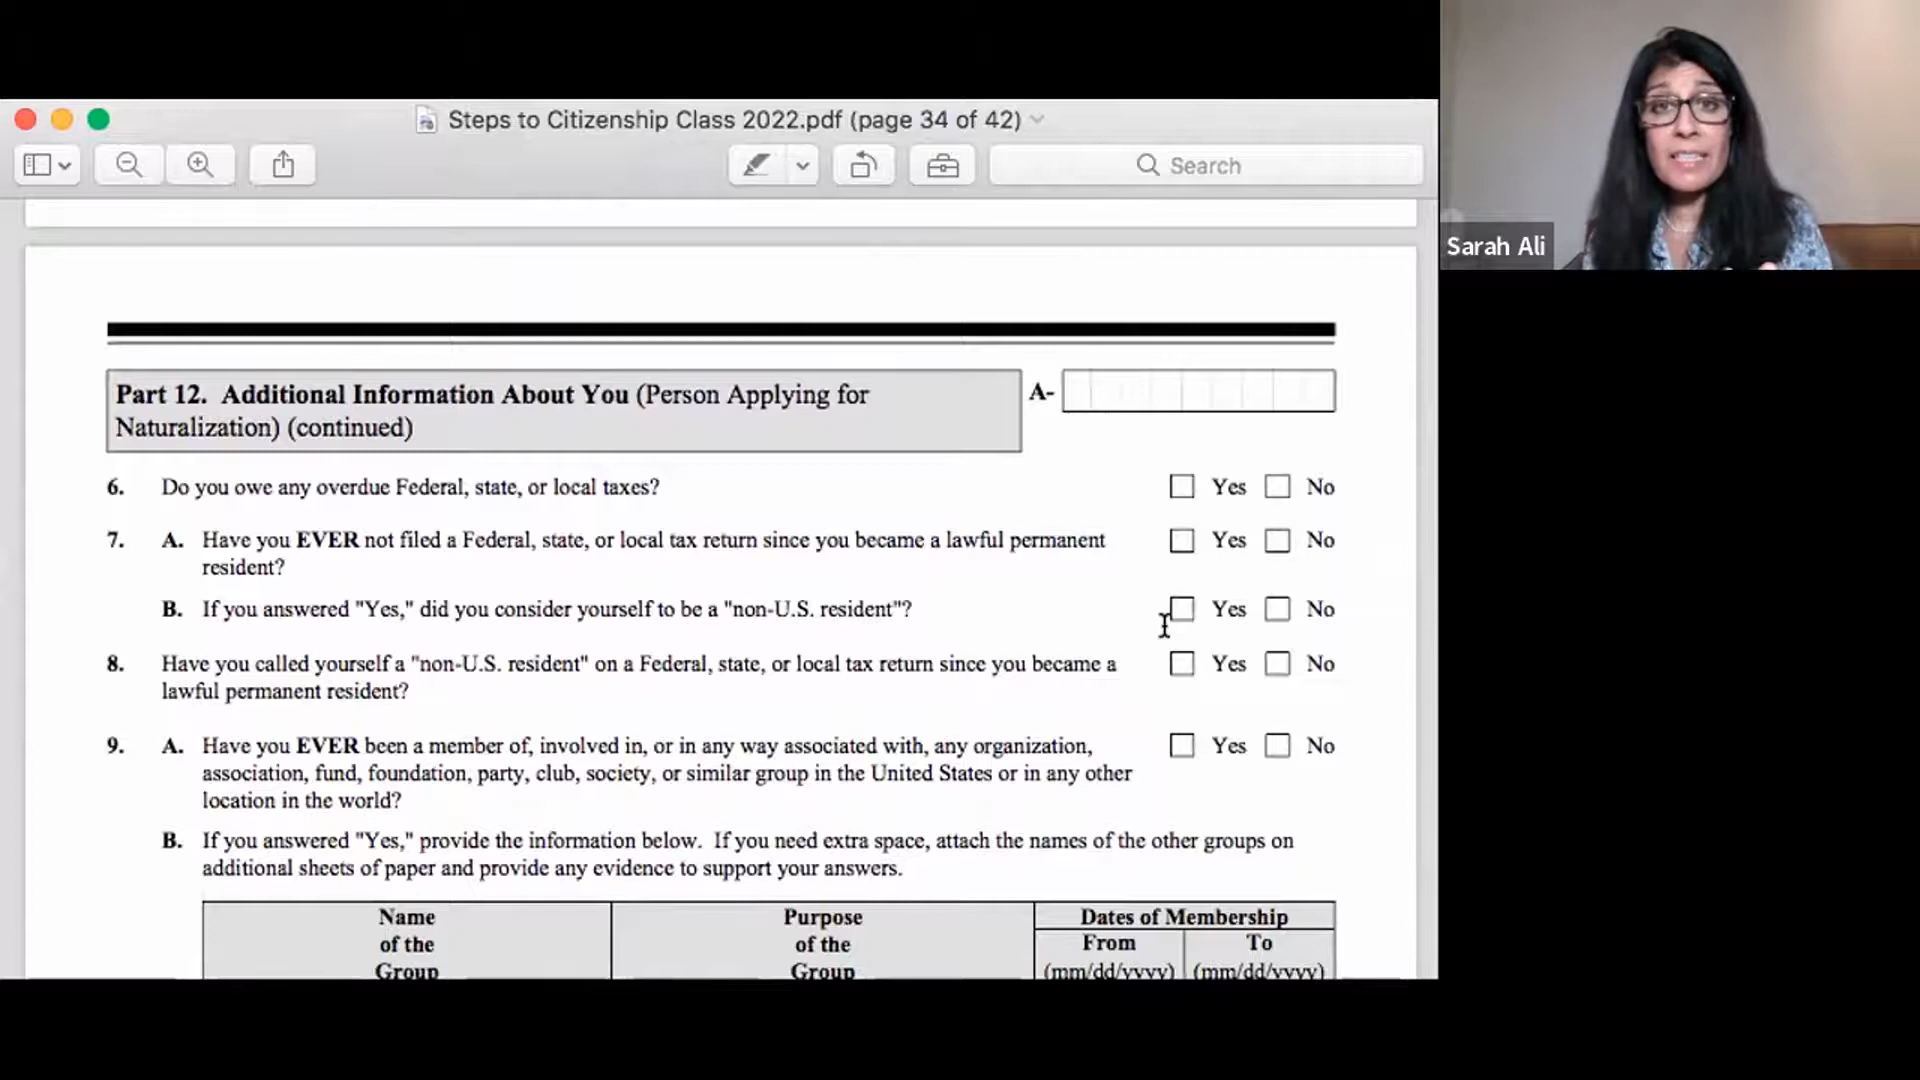 Steps to Citizenship Class 2022.pdf (page 34 of 42)
Search
Sarah Ali
Part 12. Additional Information About You (Person Applying for
Naturalization) (continued)
A-
6. Do you owe any overdue Federal, state, or local taxes? Yes No
7. A. Have you EVER not filed a Federal, state, or local tax return since you became a lawful permanent Yes No
resident?
B. If you answered "Yes," did you consider yourself to be a "non-U.S. resident"? Yes No
8. Have you called yourself a "non-U.S. resident" on a Federal, state, or local tax return since you became a Yes No
lawful permanent resident?
9. A. Have you EVER been a member of, involved in, or in any way associated with, any organization, Yes No
association, fund, foundation, party, club, society, or similar group in the United States or in any other
location in the world?
B. If you answered "Yes," provide the information below. If you need extra space, attach the names of the other groups on
additional sheets of paper and provide any evidence to support your answers.
Name
of the
Group
Purpose
of the
Group
Dates of Membership
From
(mm/dd/yyyy)
To
(mm/dd/yyyy)